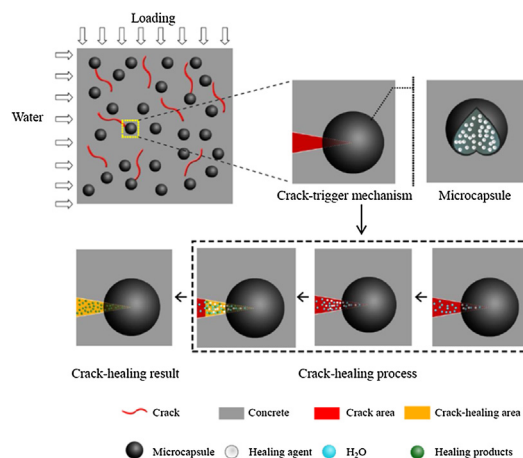 Loading
Water
Crack-trigger mechanism
Microcapsule
Crack-healing result
Crack-healing process
Crack
Concrete
Crack area
Crack-healing area
Microcapsule
Healing agent
H₂O
Healing products